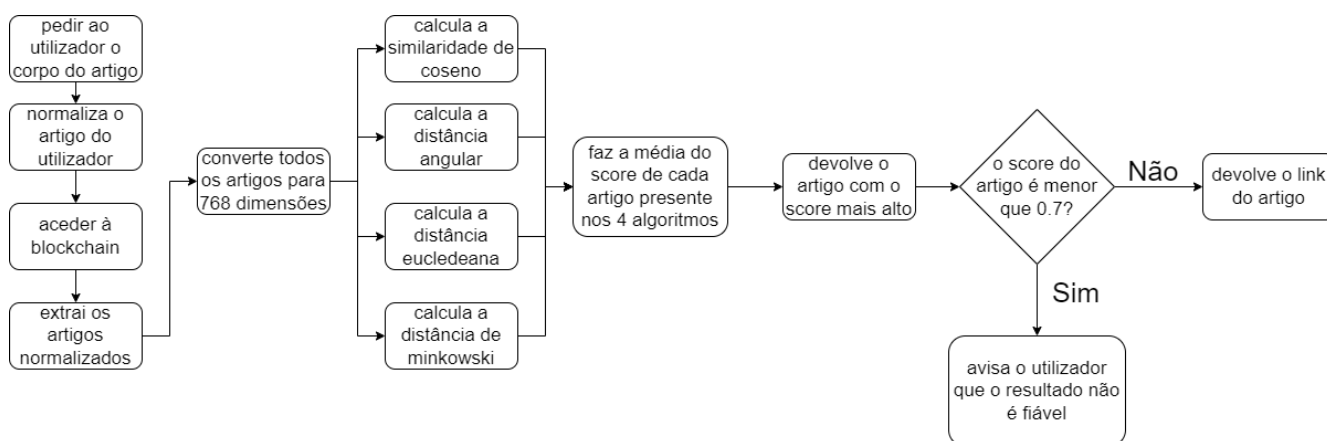 pedir ao
utilizador o
corpo do artigo
normaliza o
artigo do
utilizador
aceder à
blockchain
extrai os
artigos
normalizados
converte todos
os artigos para
768 dimensões
calcula a
similaridade de
coseno
calcula a
distância
angular
calcula a
distância
eucledeana
calcula a
distância de
minkowski
faz a média do
score de cada
artigo presente
nos 4 algoritmos
devolve o
artigo com o
score mais alto
o score do
artigo é menor
que 0.7?
Não
devolve o link
do artigo
Sim
avisa o utilizador
que o resultado não
é fiável